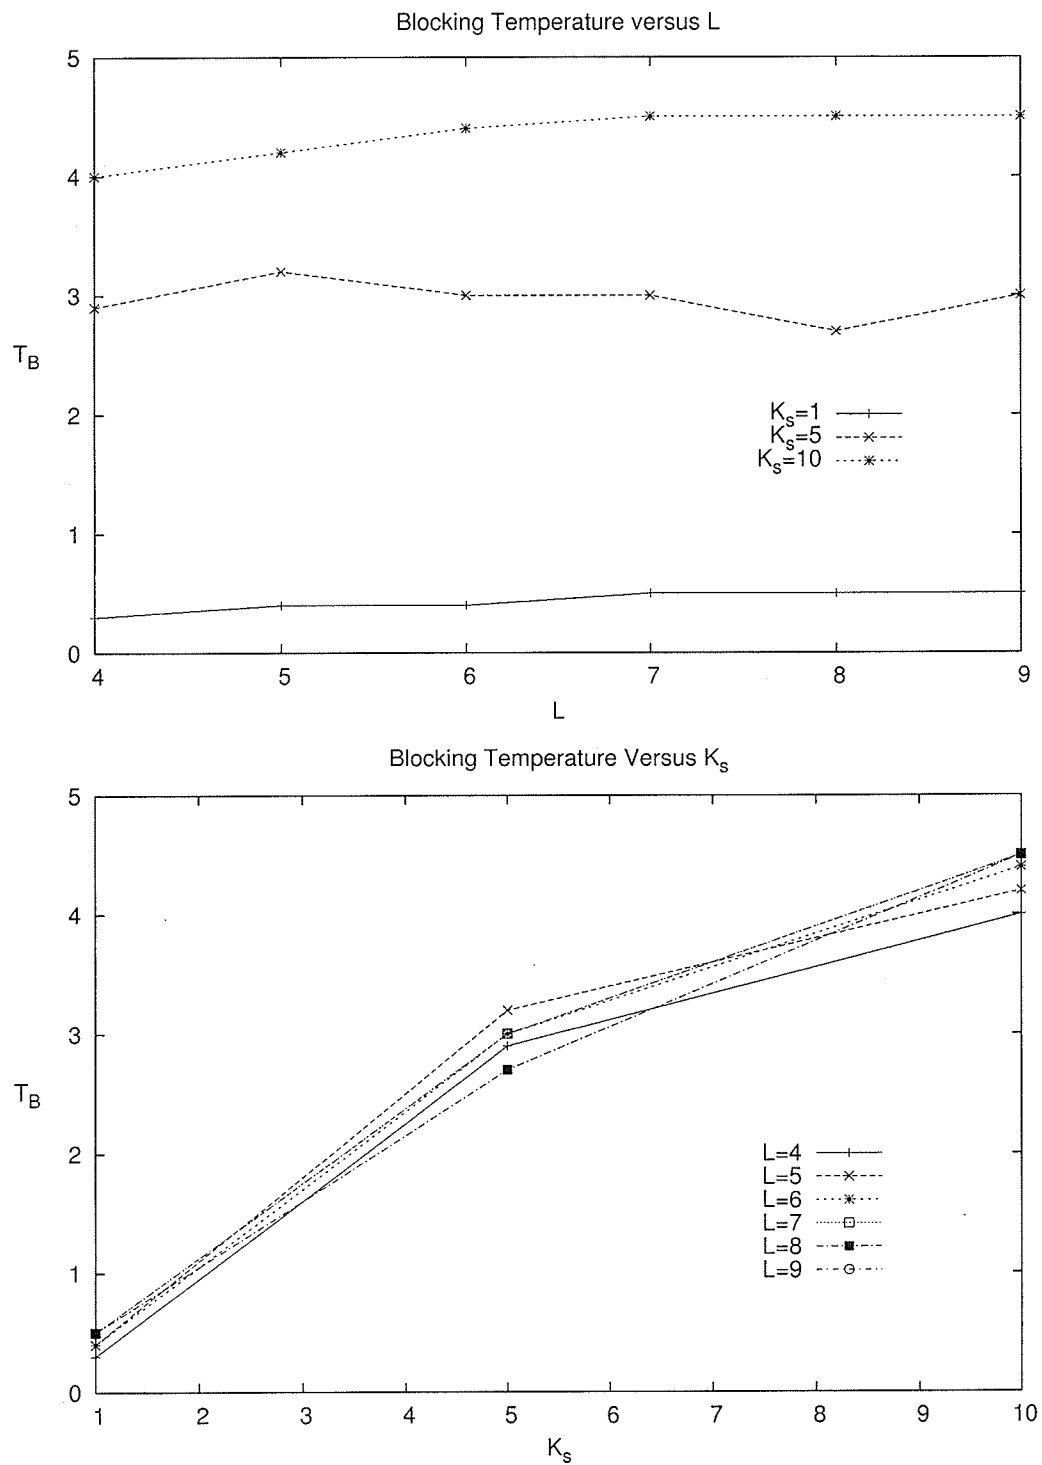 Blocking Temperature versus L
5
4
3
T_B
2
1
0
K_s=1
K_s=5
K_s=10
4 5 6 7 8 9
L
Blocking Temperature Versus K_s
5
4
3
T_B
2
1
0
L=4
L=5
L=6
L=7
L=8
L=9
1 2 3 4 5 6 7 8 9 10
K_s